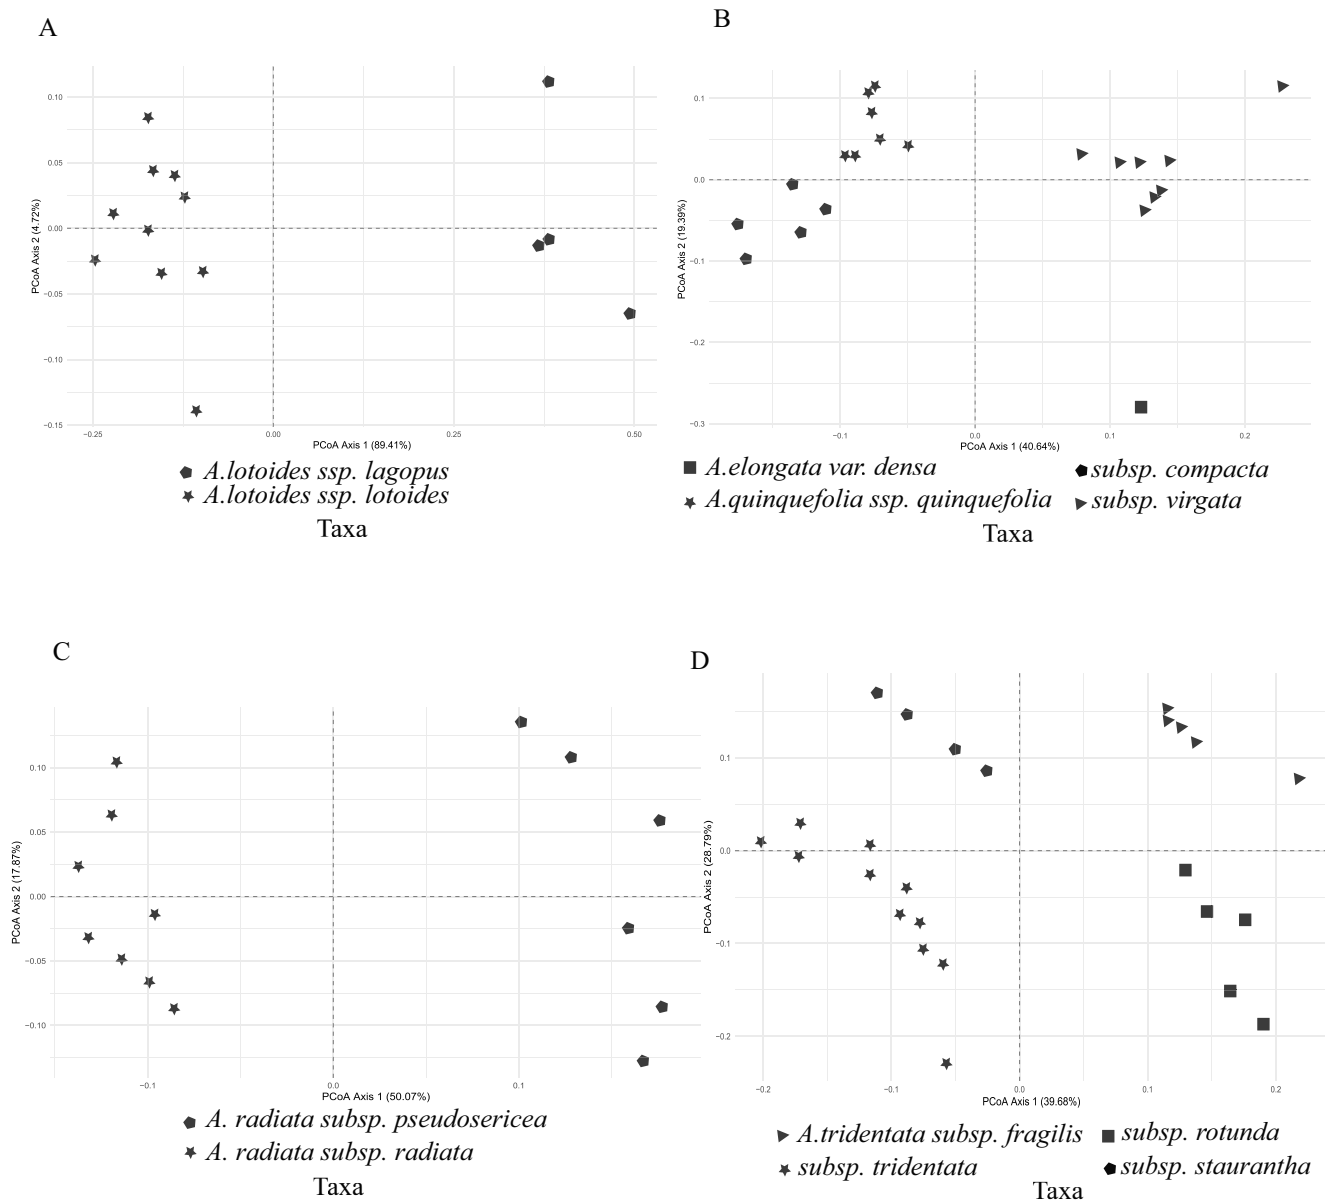 A
0.10
0.05
0.00
−0.05
−0.10
−0.15
PCoA Axis 2 (4.72%)
−0.25
0.00
0.25
0.50
PCoA Axis 1 (89.41%)
A.lotoides ssp. lagopus
A.lotoides ssp. lotoides
Taxa
B
0.1
0.0
−0.1
−0.2
−0.3
PCoA Axis 2 (19.39%)
−0.1
0.0
0.1
0.2
PCoA Axis 1 (40.64%)
A.elongata var. densa
subsp. compacta
A.quinquefolia ssp. quinquefolia
subsp. virgata
Taxa
C
0.10
0.05
0.00
−0.05
−0.10
PCoA Axis 2 (17.87%)
−0.1
0.0
0.1
PCoA Axis 1 (50.07%)
A. radiata subsp. pseudosericea
A. radiata subsp. radiata
Taxa
D
0.1
0.0
−0.1
−0.2
PCoA Axis 2 (28.79%)
−0.2
−0.1
0.0
0.1
0.2
PCoA Axis 1 (39.68%)
A.tridentata subsp. fragilis
subsp. rotunda
subsp. tridentata
subsp. staurantha
Taxa